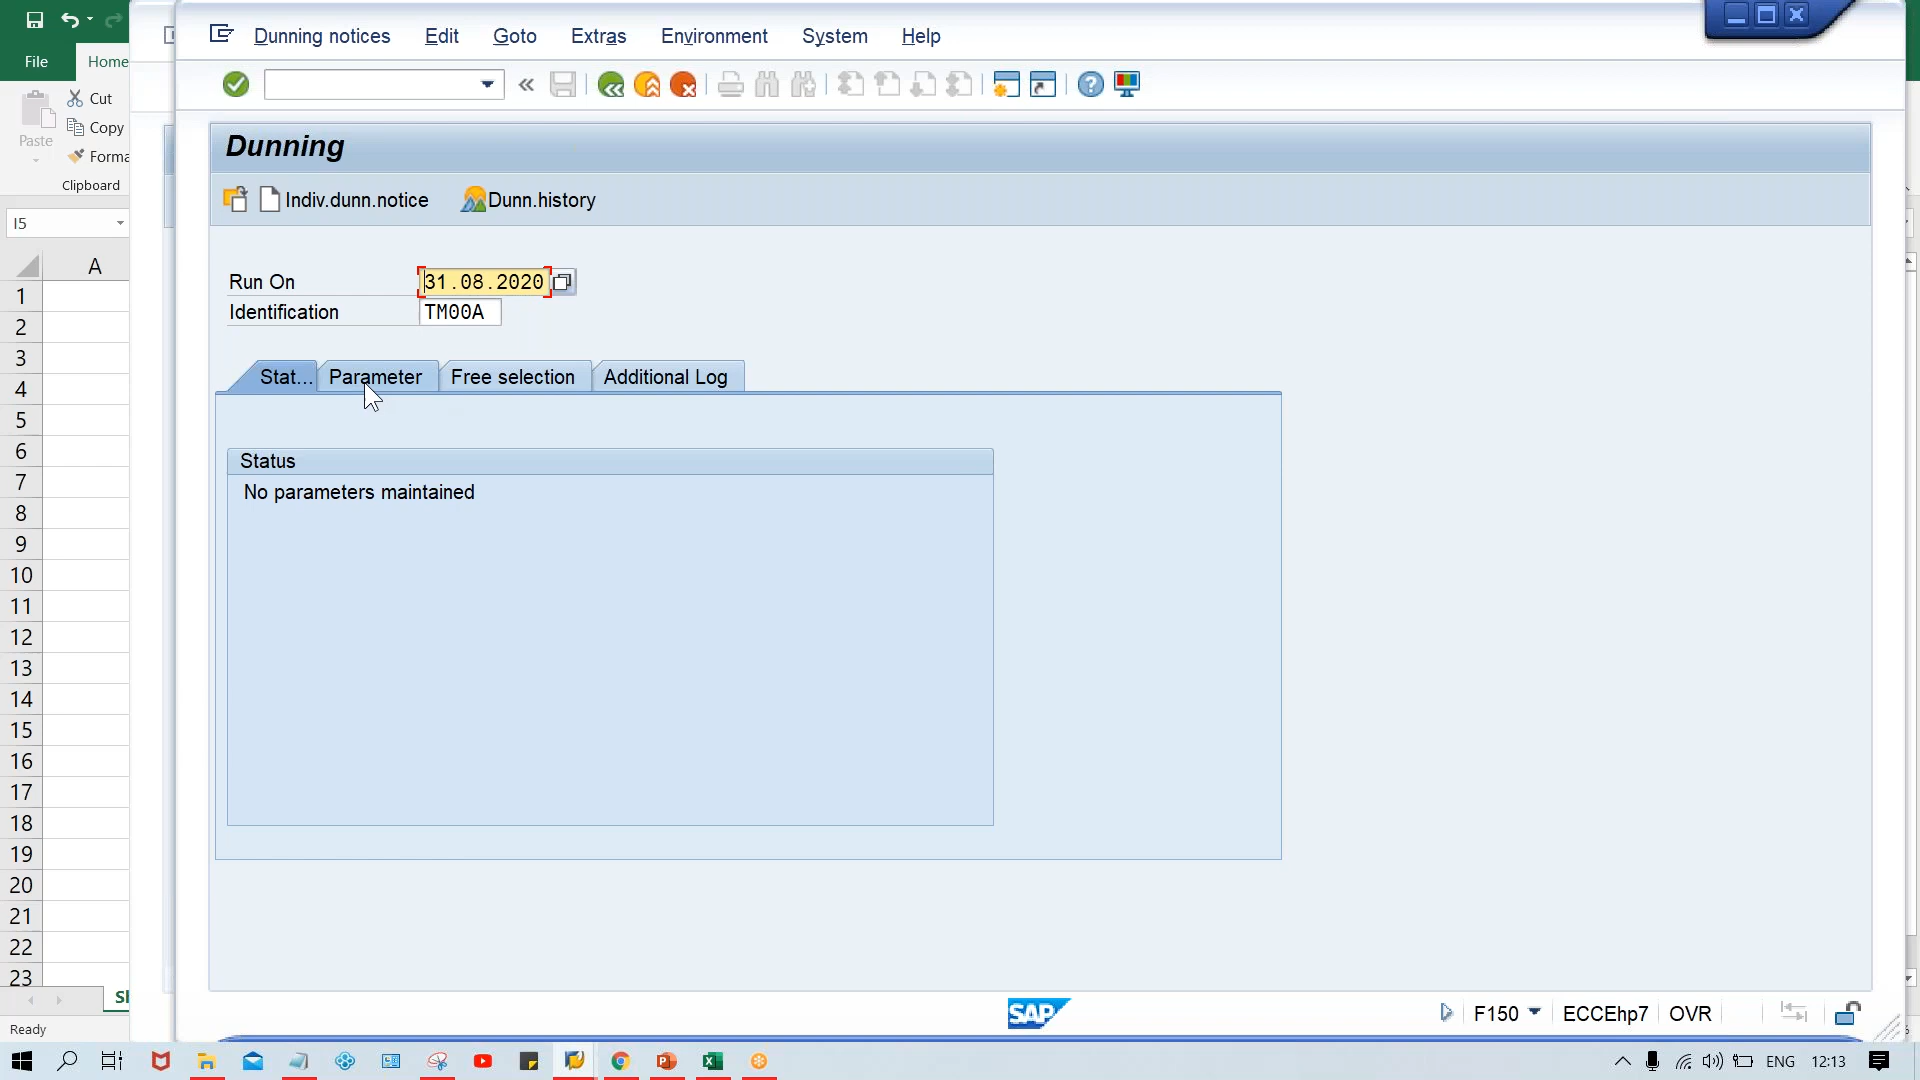 Dunning notices Edit Goto Extras Environment System Help
File Home
Cut
Copy
Paste
Forma
Clipboard
Dunning
Indiv.dunn.notice Dunn.history
I5
A
Run On 31.08.2020
Identification TM00A
Stat... Parameter Free selection Additional Log
Status
No parameters maintained
1
2
3
4
5
6
7
8
9
10
11
12
13
14
15
16
17
18
19
20
21
22
23
Ready
SAP
F150 ECCEhp7 OVR
ENG 12:13